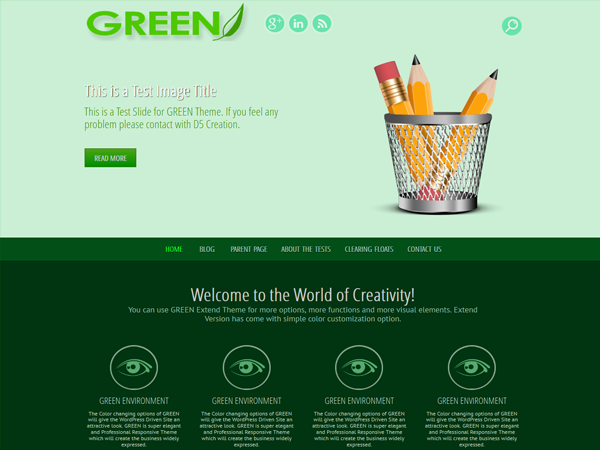 GREEN
g+ in
This is a Test Image Title
This is a Test Slide for GREEN Theme. If you feel any
problem please contact with D5 Creation.
READ MORE
HOME BLOG PARENT PAGE ABOUT THE TESTS CLEARING FLOATS CONTACT US
Welcome to the World of Creativity!
You can use GREEN Extend Theme for more options, more functions and more visual elements. Extend
Version has come with simple color customization option.
GREEN ENVIRONMENT
The Color changing options of GREEN
will give the WordPress Driven Site an
attractive look. GREEN is super elegant
and Professional Responsive Theme
which will create the business widely
expressed.
GREEN ENVIRONMENT
The Color changing options of GREEN
will give the WordPress Driven Site an
attractive look. GREEN is super elegant
and Professional Responsive Theme
which will create the business widely
expressed.
GREEN ENVIRONMENT
The Color changing options of GREEN
will give the WordPress Driven Site an
attractive look. GREEN is super elegant
and Professional Responsive Theme
which will create the business widely
expressed.
GREEN ENVIRONMENT
The Color changing options of GREEN
will give the WordPress Driven Site an
attractive look. GREEN is super elegant
and Professional Responsive Theme
which will create the business widely
expressed.